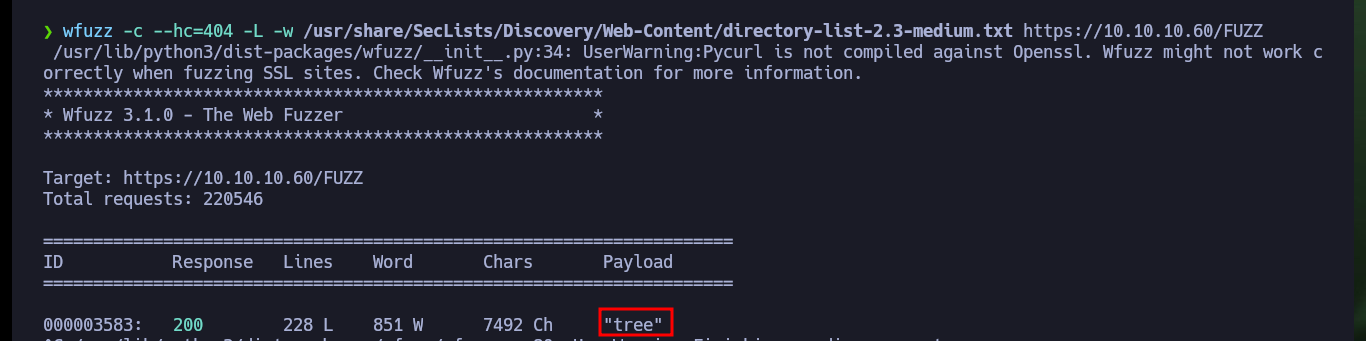 ❯ wfuzz -c --hc=404 -L -w /usr/share/SecLists/Discovery/Web-Content/directory-list-2.3-medium.txt https://10.10.10.60/FUZZ
/usr/lib/python3/dist-packages/wfuzz/__init__.py:34: UserWarning:Pycurl is not compiled against Openssl. Wfuzz might not work c
orrectly when fuzzing SSL sites. Check Wfuzz's documentation for more information.
********************************************************
* Wfuzz 3.1.0 - The Web Fuzzer                         *
********************************************************
Target: https://10.10.10.60/FUZZ
Total requests: 220546
=====================================================================
ID           Response   Lines    Word       Chars       Payload
=====================================================================
000003583:   200        228 L    851 W      7492 Ch     "tree"